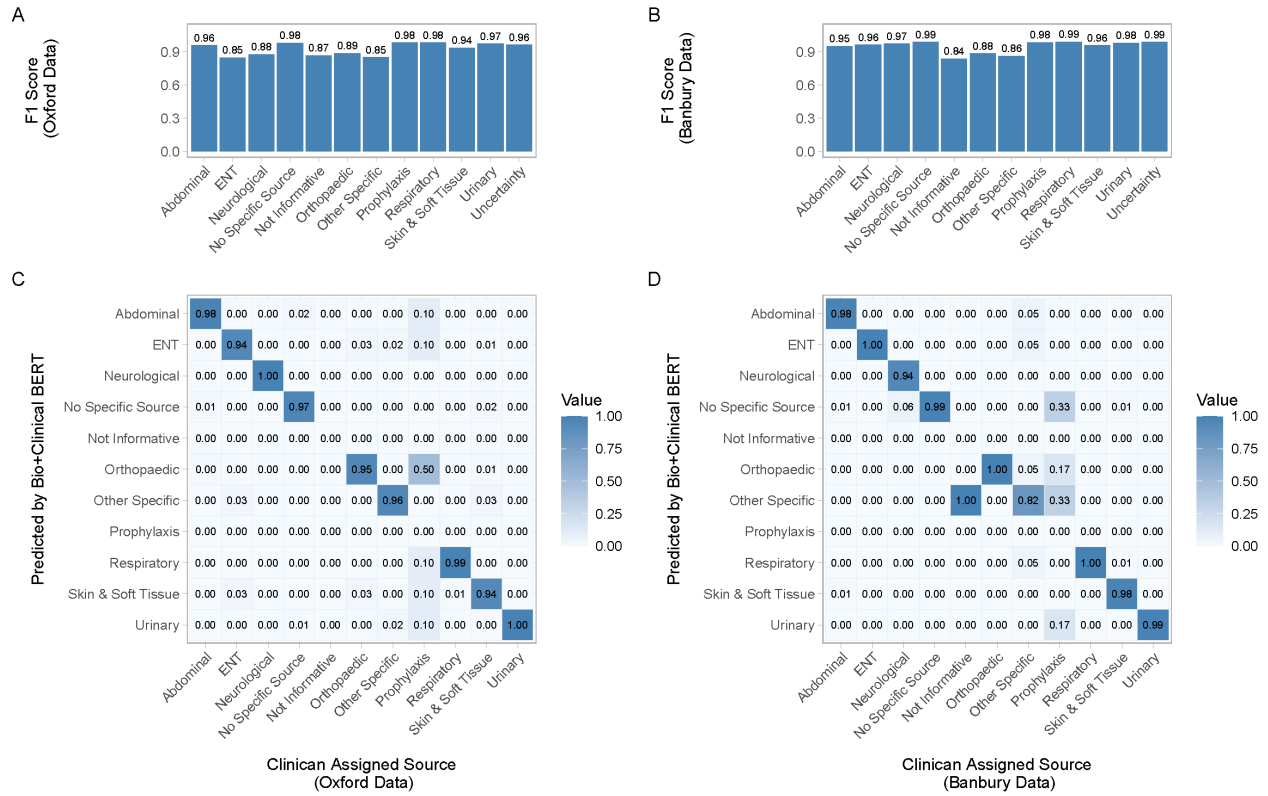 A
F1 Score
(Oxford Data)
0.9
0.6
0.3
0.0
0.96 0.85 0.88 0.98 0.87 0.89 0.85 0.98 0.98 0.94 0.97 0.96
Abdominal
ENT
Neurological
No Specific Source
Not Informative
Orthopaedic
Other Specific
Prophylaxis
Respiratory
Skin & Soft Tissue
Urinary
Uncertainty
B
F1 Score
(Banbury Data)
0.9
0.6
0.3
0.0
0.95 0.96 0.97 0.99 0.84 0.88 0.86 0.98 0.99 0.96 0.98 0.99
Abdominal
ENT
Neurological
No Specific Source
Not Informative
Orthopaedic
Other Specific
Prophylaxis
Respiratory
Skin & Soft Tissue
Urinary
Uncertainty
C
Predicted by Bio+Clinical BERT
Abdominal 0.98 0.00 0.00 0.02 0.00 0.00 0.00 0.10 0.00 0.00 0.00
ENT 0.00 0.94 0.00 0.00 0.00 0.03 0.02 0.10 0.00 0.01 0.00
Neurological 0.00 0.00 1.00 0.00 0.00 0.00 0.00 0.00 0.00 0.00 0.00
No Specific Source 0.01 0.00 0.00 0.97 0.00 0.00 0.00 0.00 0.00 0.02 0.00
Not Informative 0.00 0.00 0.00 0.00 0.00 0.00 0.00 0.00 0.00 0.00 0.00
Orthopaedic 0.00 0.00 0.00 0.00 0.00 0.95 0.00 0.50 0.00 0.01 0.00
Other Specific 0.00 0.03 0.00 0.00 0.00 0.00 0.96 0.00 0.00 0.03 0.00
Prophylaxis 0.00 0.00 0.00 0.00 0.00 0.00 0.00 0.00 0.00 0.00 0.00
Respiratory 0.00 0.00 0.00 0.00 0.00 0.00 0.00 0.10 0.99 0.00 0.00
Skin & Soft Tissue 0.00 0.03 0.00 0.00 0.00 0.03 0.00 0.10 0.01 0.94 0.00
Urinary 0.00 0.00 0.00 0.01 0.00 0.00 0.02 0.10 0.00 0.00 1.00
Abdominal
ENT
Neurological
No Specific Source
Not Informative
Orthopaedic
Other Specific
Prophylaxis
Respiratory
Skin & Soft Tissue
Urinary
Clinican Assigned Source
(Oxford Data)
Value
1.00
0.75
0.50
0.25
0.00
D
Predicted by Bio+Clinical BERT
Abdominal 0.98 0.00 0.00 0.00 0.00 0.00 0.05 0.00 0.00 0.00 0.00
ENT 0.00 1.00 0.00 0.00 0.00 0.00 0.05 0.00 0.00 0.00 0.00
Neurological 0.00 0.00 0.94 0.00 0.00 0.00 0.00 0.00 0.00 0.00 0.00
No Specific Source 0.01 0.00 0.06 0.99 0.00 0.00 0.00 0.33 0.00 0.01 0.00
Not Informative 0.00 0.00 0.00 0.00 0.00 0.00 0.00 0.00 0.00 0.00 0.00
Orthopaedic 0.00 0.00 0.00 0.00 0.00 1.00 0.05 0.17 0.00 0.00 0.00
Other Specific 0.00 0.00 0.00 0.00 1.00 0.00 0.82 0.33 0.00 0.00 0.00
Prophylaxis 0.00 0.00 0.00 0.00 0.00 0.00 0.00 0.00 0.00 0.00 0.00
Respiratory 0.00 0.00 0.00 0.00 0.00 0.00 0.05 0.00 1.00 0.01 0.00
Skin & Soft Tissue 0.01 0.00 0.00 0.00 0.00 0.00 0.00 0.00 0.00 0.98 0.00
Urinary 0.00 0.00 0.00 0.00 0.00 0.00 0.00 0.17 0.00 0.00 0.99
Abdominal
ENT
Neurological
No Specific Source
Not Informative
Orthopaedic
Other Specific
Prophylaxis
Respiratory
Skin & Soft Tissue
Urinary
Clinican Assigned Source
(Banbury Data)
Value
1.00
0.75
0.50
0.25
0.00